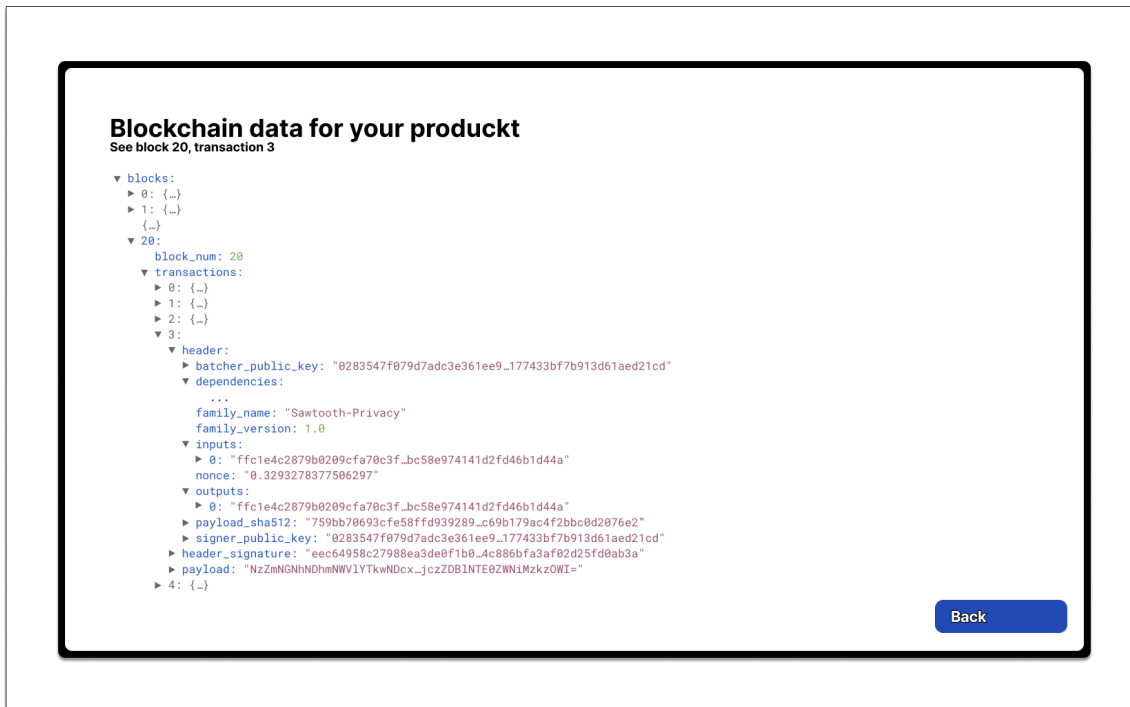 Blockchain data for your produckt
See block 20, transaction 3
▼ blocks:
▶ 0: {…}
▶ 1: {…}
{…}
▼ 20:
block_num: 20
▼ transactions:
▶ 0: {…}
▶ 1: {…}
▶ 2: {…}
▼ 3:
▼ header:
▶ batcher_public_key: "0283547f079d7adc3e361ee9…177433bf7b913d61aed21cd"
▼ dependencies:
...
family_name: "Sawtooth-Privacy"
family_version: 1.0
▼ inputs:
▶ 0: "ffc1e4c2879b0209cfa70c3f…bc58e974141d2fd46b1d44a"
nonce: "0.3293278377506297"
▼ outputs:
▶ 0: "ffc1e4c2879b0209cfa70c3f…bc58e974141d2fd46b1d44a"
▶ payload_sha512: "759bb70693cfe58ffd939289…c69b179ac4f2bbc0d2076e2"
▶ signer_public_key: "0283547f079d7adc3e361ee9…177433bf7b913d61aed21cd"
▶ header_signature: "eec64958c27988ea3de0f1b0…4c886bfa3af02d25fd0ab3a"
▶ payload: "NzZmNGNhNDhmNWVlYTkwNDcx…jczZDBlNTE0ZWNiMzkzOWI="
▶ 4: {…}
Back